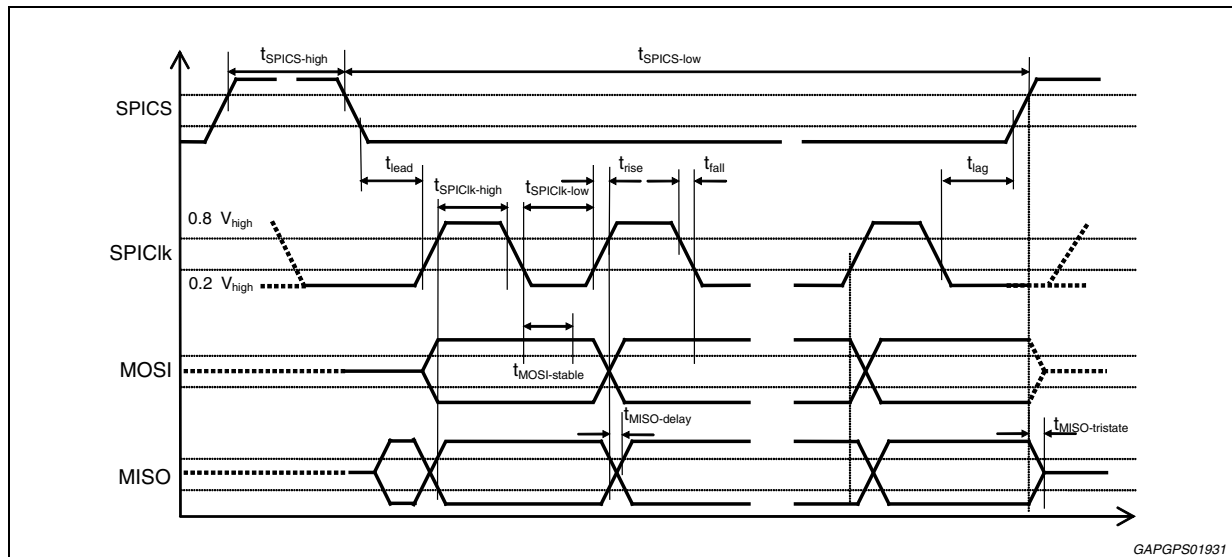 tSPICS-high
tSPICS-low
SPICS
tlead
trise
tfall
tlag
tSPIClk-high
tSPIClk-low
0.8 Vhigh
SPIClk
0.2 Vhigh
MOSI
tMOSI-stable
tMISO-delay
tMISO-tristate
MISO
GAPGPS01931